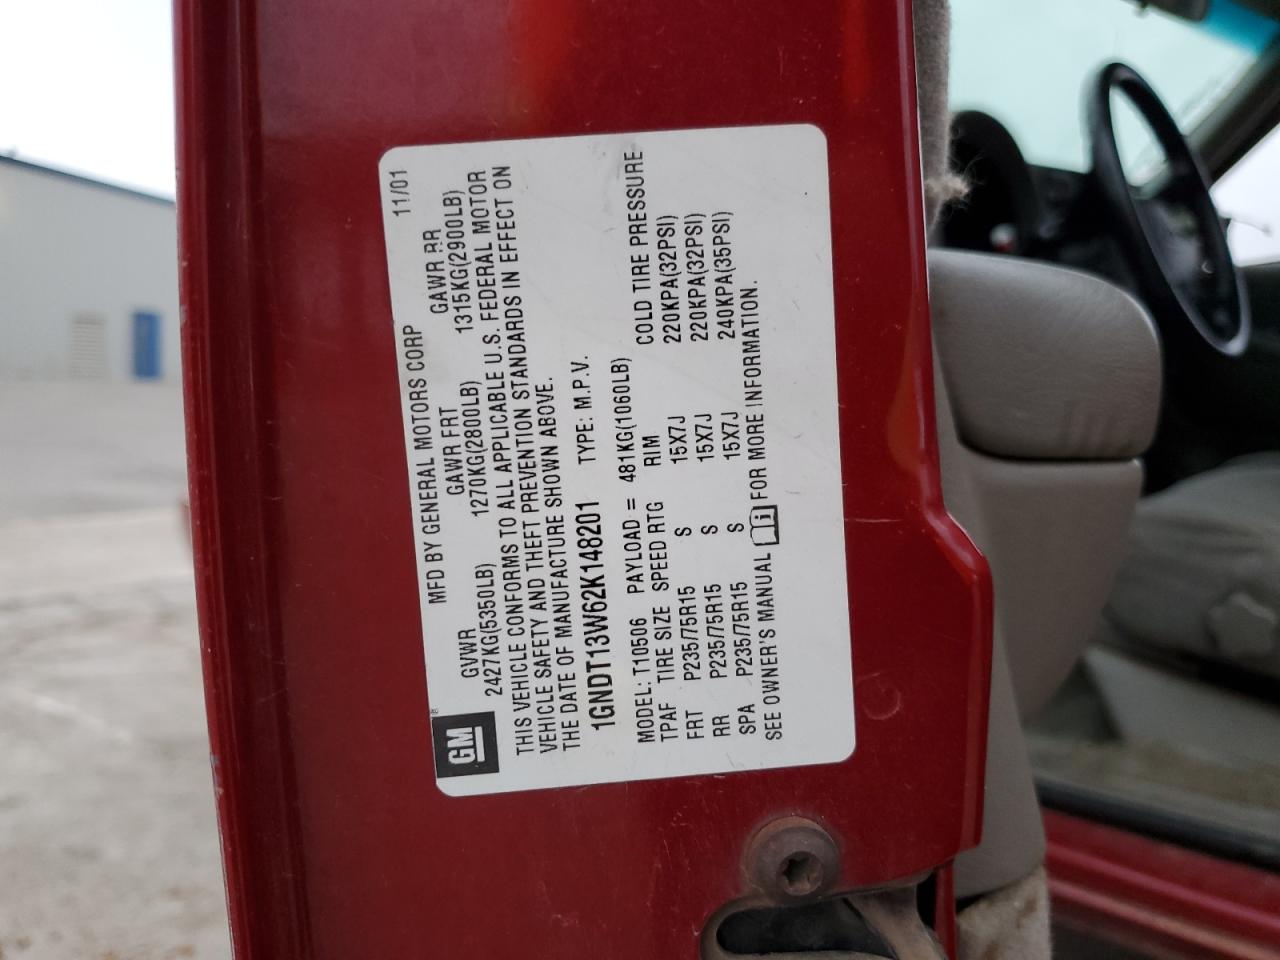 MFD BY GENERAL MOTORS CORP 11/01
GM®
GVWR GAWR FRT GAWR RR
2427KG(5350LB) 1270KG(2800LB) 1315KG(2900LB)
THIS VEHICLE CONFORMS TO ALL APPLICABLE U.S. FEDERAL MOTOR
VEHICLE SAFETY AND THEFT PREVENTION STANDARDS IN EFFECT ON
THE DATE OF MANUFACTURE SHOWN ABOVE.
1GNDT13W62K148201 TYPE: M.P.V.
MODEL: T10506 PAYLOAD = 481KG(1060LB)
TPAF TIRE SIZE SPEED RTG RIM COLD TIRE PRESSURE
FRT P235/75R15 S 15X7J 220KPA(32PSI)
RR P235/75R15 S 15X7J 220KPA(32PSI)
SPA P235/75R15 S 15X7J 240KPA(35PSI)
SEE OWNER'S MANUAL i FOR MORE INFORMATION.